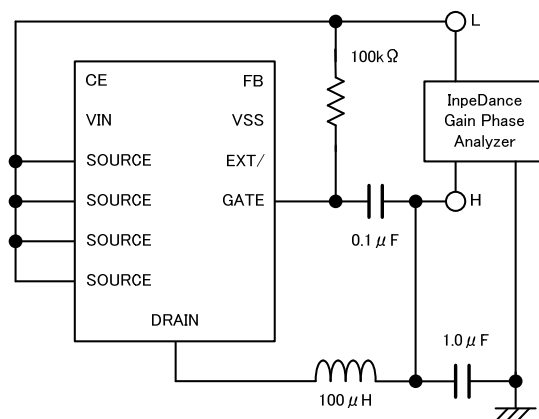 L
100kΩ
CE FB
InpeDance
Gain Phase
Analyzer
VIN VSS
SOURCE EXT/
SOURCE GATE
H
0.1μF
SOURCE
SOURCE
DRAIN
1.0μF
100μH